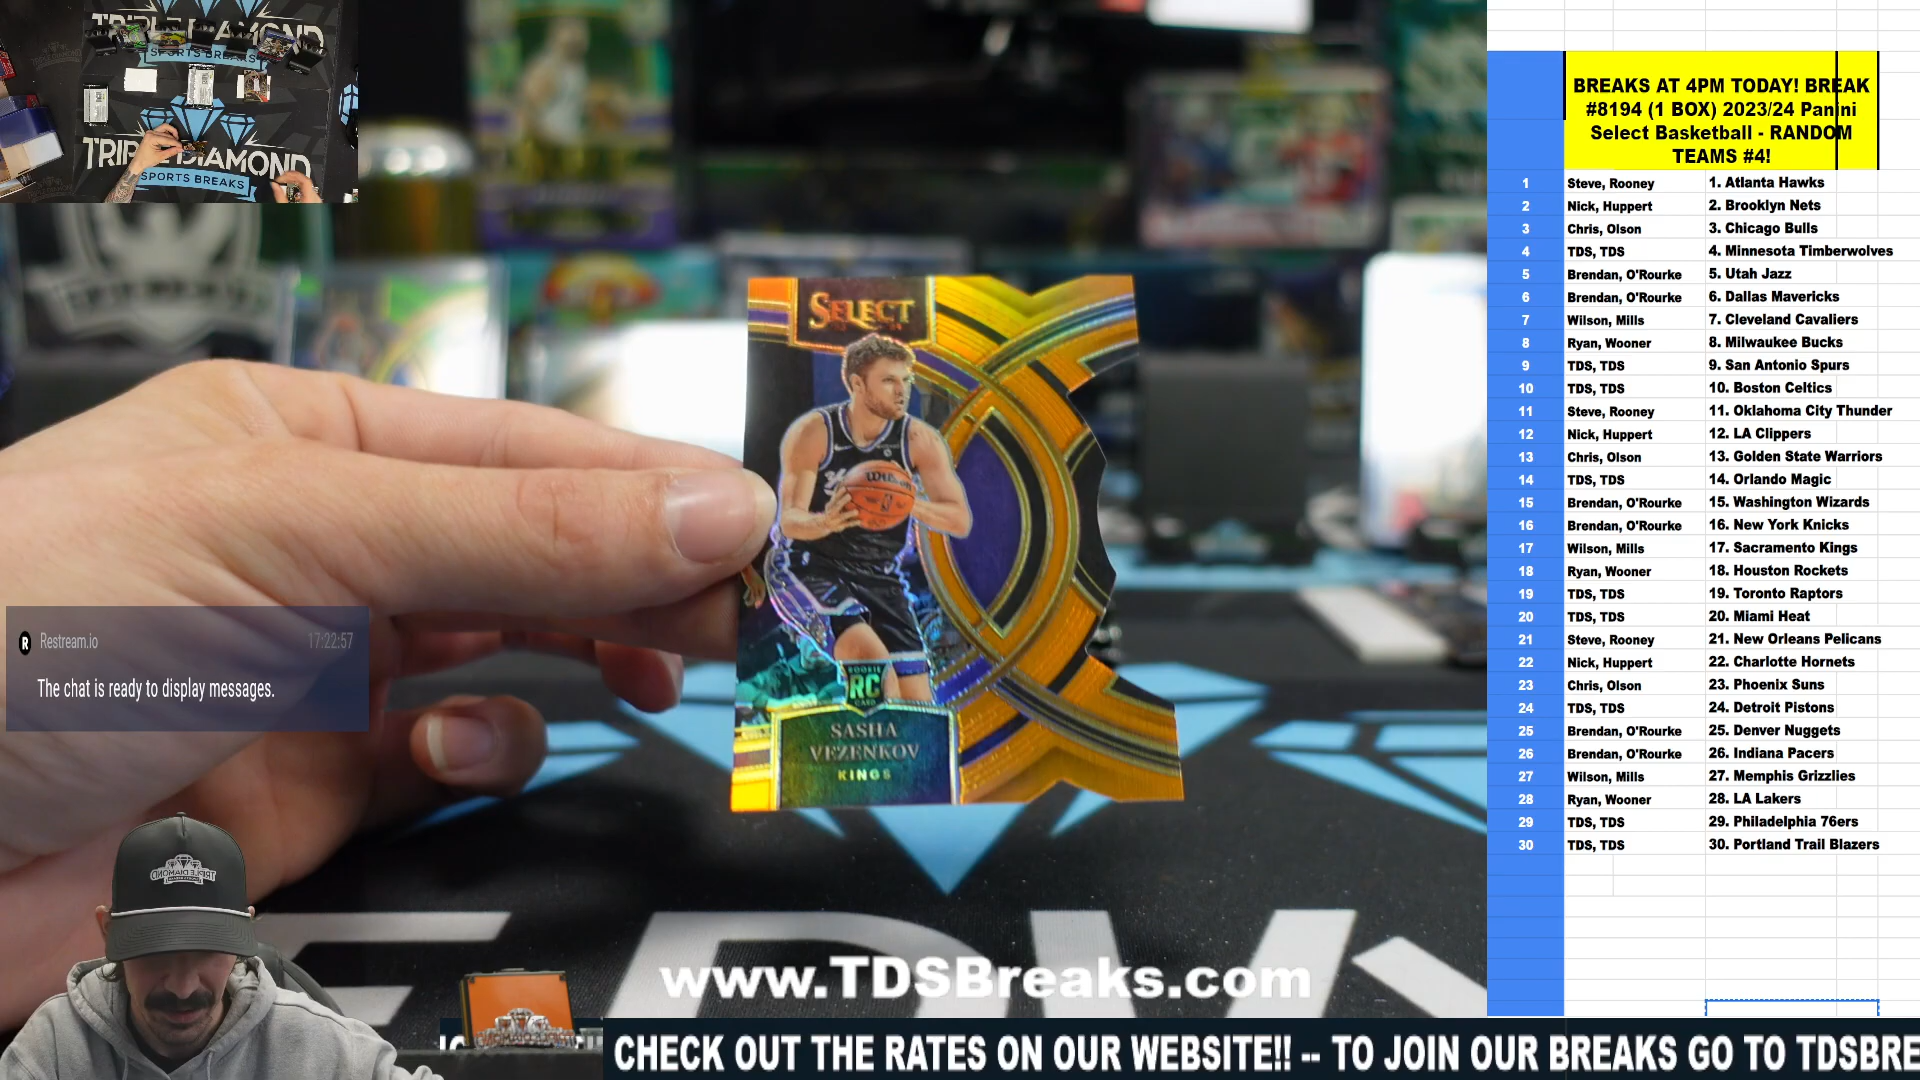 TRIPLE DIAMOND
SPORTS BREAKS
TRIPLE DIAMOND
SPORTS BREAKS
SELECT
Wilson
ROOKIE
RC
CARD
SASHA
VEZENKOV
KINGS
Restream.io 17:22:57
The chat is ready to display messages.
www.TDSBreaks.com
CHECK OUT THE RATES ON OUR WEBSITE!! -- TO JOIN OUR BREAKS GO TO TDSBRE
BREAKS AT 4PM TODAY! BREAK
#8194 (1 BOX) 2023/24 Panini
Select Basketball - RANDOM
TEAMS #4!
1 Steve, Rooney 1. Atlanta Hawks
2 Nick, Huppert 2. Brooklyn Nets
3 Chris, Olson 3. Chicago Bulls
4 TDS, TDS 4. Minnesota Timberwolves
5 Brendan, O'Rourke 5. Utah Jazz
6 Brendan, O'Rourke 6. Dallas Mavericks
7 Wilson, Mills 7. Cleveland Cavaliers
8 Ryan, Wooner 8. Milwaukee Bucks
9 TDS, TDS 9. San Antonio Spurs
10 TDS, TDS 10. Boston Celtics
11 Steve, Rooney 11. Oklahoma City Thunder
12 Nick, Huppert 12. LA Clippers
13 Chris, Olson 13. Golden State Warriors
14 TDS, TDS 14. Orlando Magic
15 Brendan, O'Rourke 15. Washington Wizards
16 Brendan, O'Rourke 16. New York Knicks
17 Wilson, Mills 17. Sacramento Kings
18 Ryan, Wooner 18. Houston Rockets
19 TDS, TDS 19. Toronto Raptors
20 TDS, TDS 20. Miami Heat
21 Steve, Rooney 21. New Orleans Pelicans
22 Nick, Huppert 22. Charlotte Hornets
23 Chris, Olson 23. Phoenix Suns
24 TDS, TDS 24. Detroit Pistons
25 Brendan, O'Rourke 25. Denver Nuggets
26 Brendan, O'Rourke 26. Indiana Pacers
27 Wilson, Mills 27. Memphis Grizzlies
28 Ryan, Wooner 28. LA Lakers
29 TDS, TDS 29. Philadelphia 76ers
30 TDS, TDS 30. Portland Trail Blazers